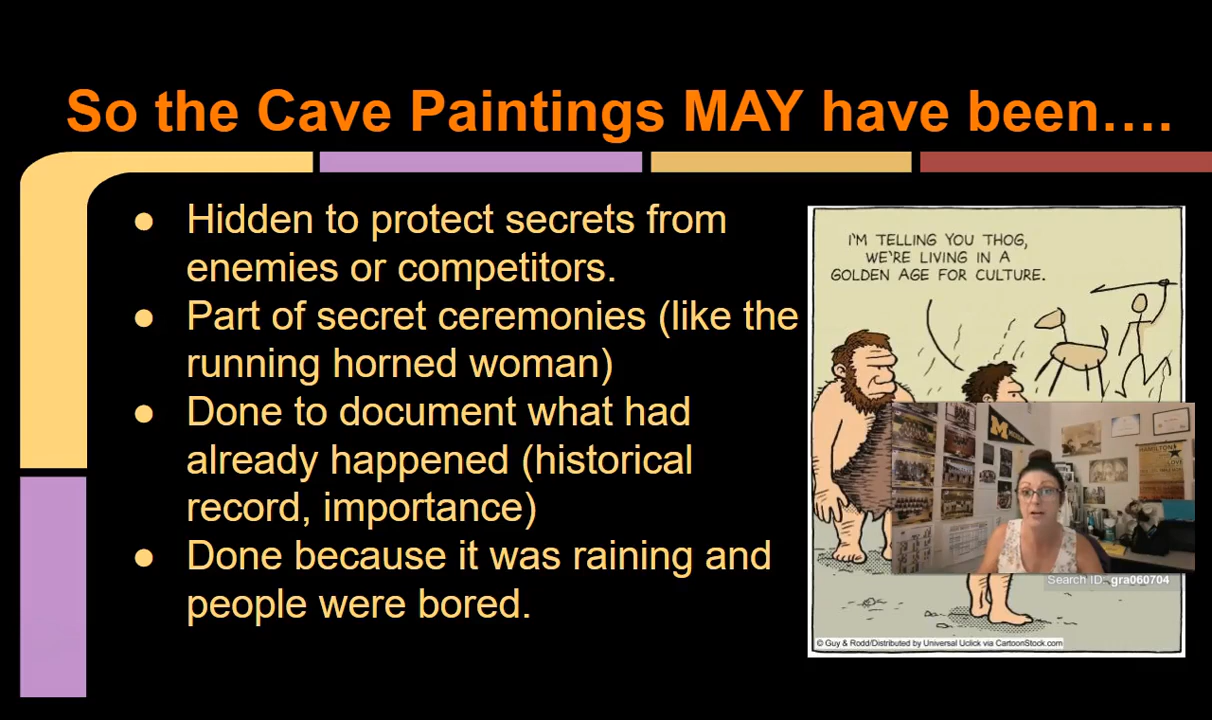 So the Cave Paintings MAY have been….
● Hidden to protect secrets from
enemies or competitors.
● Part of secret ceremonies (like the
running horned woman)
● Done to document what had
already happened (historical
record, importance)
● Done because it was raining and
people were bored.
I'M TELLING YOU THOG,
WE'RE LIVING IN A
GOLDEN AGE FOR CULTURE.
M
HAMILTON
Search ID: gra060704
© Guy & Rodd/Distributed by Universal Uclick via CartoonStock.com